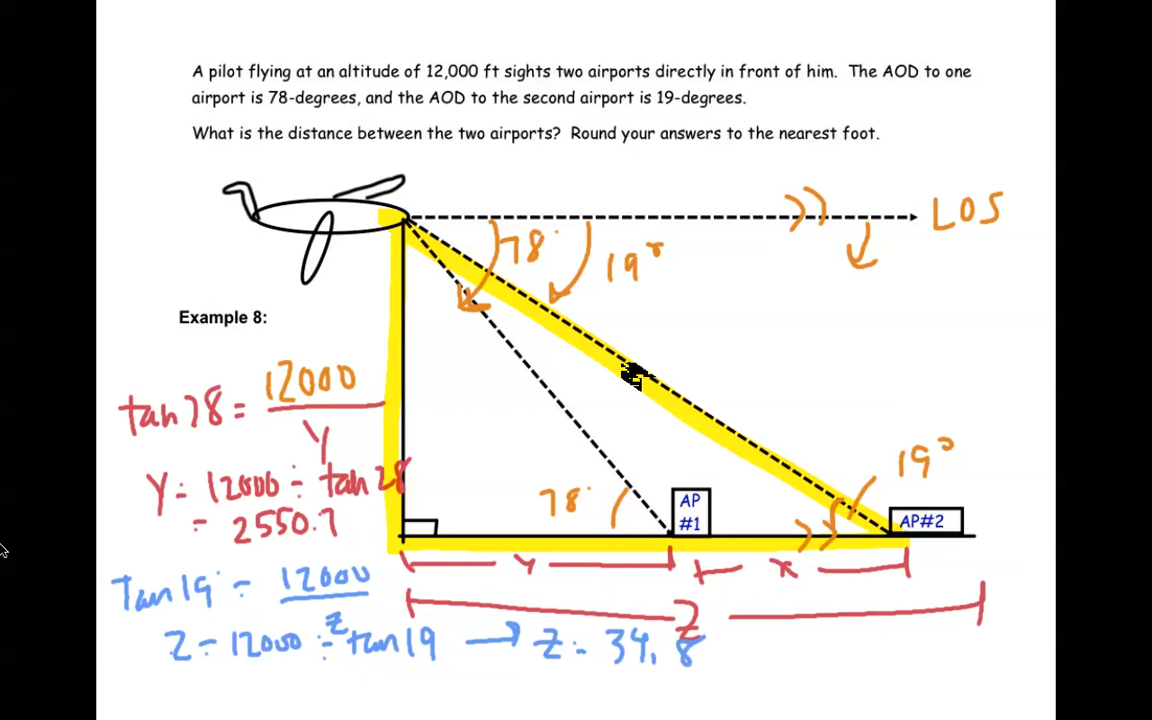 A pilot flying at an altitude of 12,000 ft sights two airports directly in front of him. The AOD to one
airport is 78-degrees, and the AOD to the second airport is 19-degrees.
What is the distance between the two airports? Round your answers to the nearest foot.
LOS
78°
19°
Example 8:
tan 78 = 12000
Y
Y = 12000 ÷ tan 78
= 2550.7
19°
78°
AP
#1
AP#2
Y
X
Z
Tan 19 = 12000
Z
Z = 12000 ÷ tan 19 → Z = 34, 8